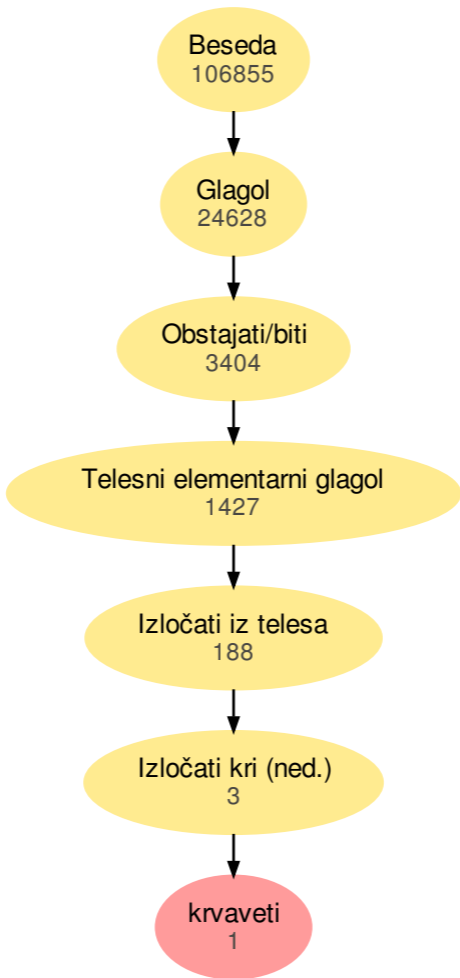 Beseda
106855
Glagol
24628
Obstajati/biti
3404
Telesni elementarni glagol
1427
Izločati iz telesa
188
Izločati kri (ned.)
3
krvaveti
1